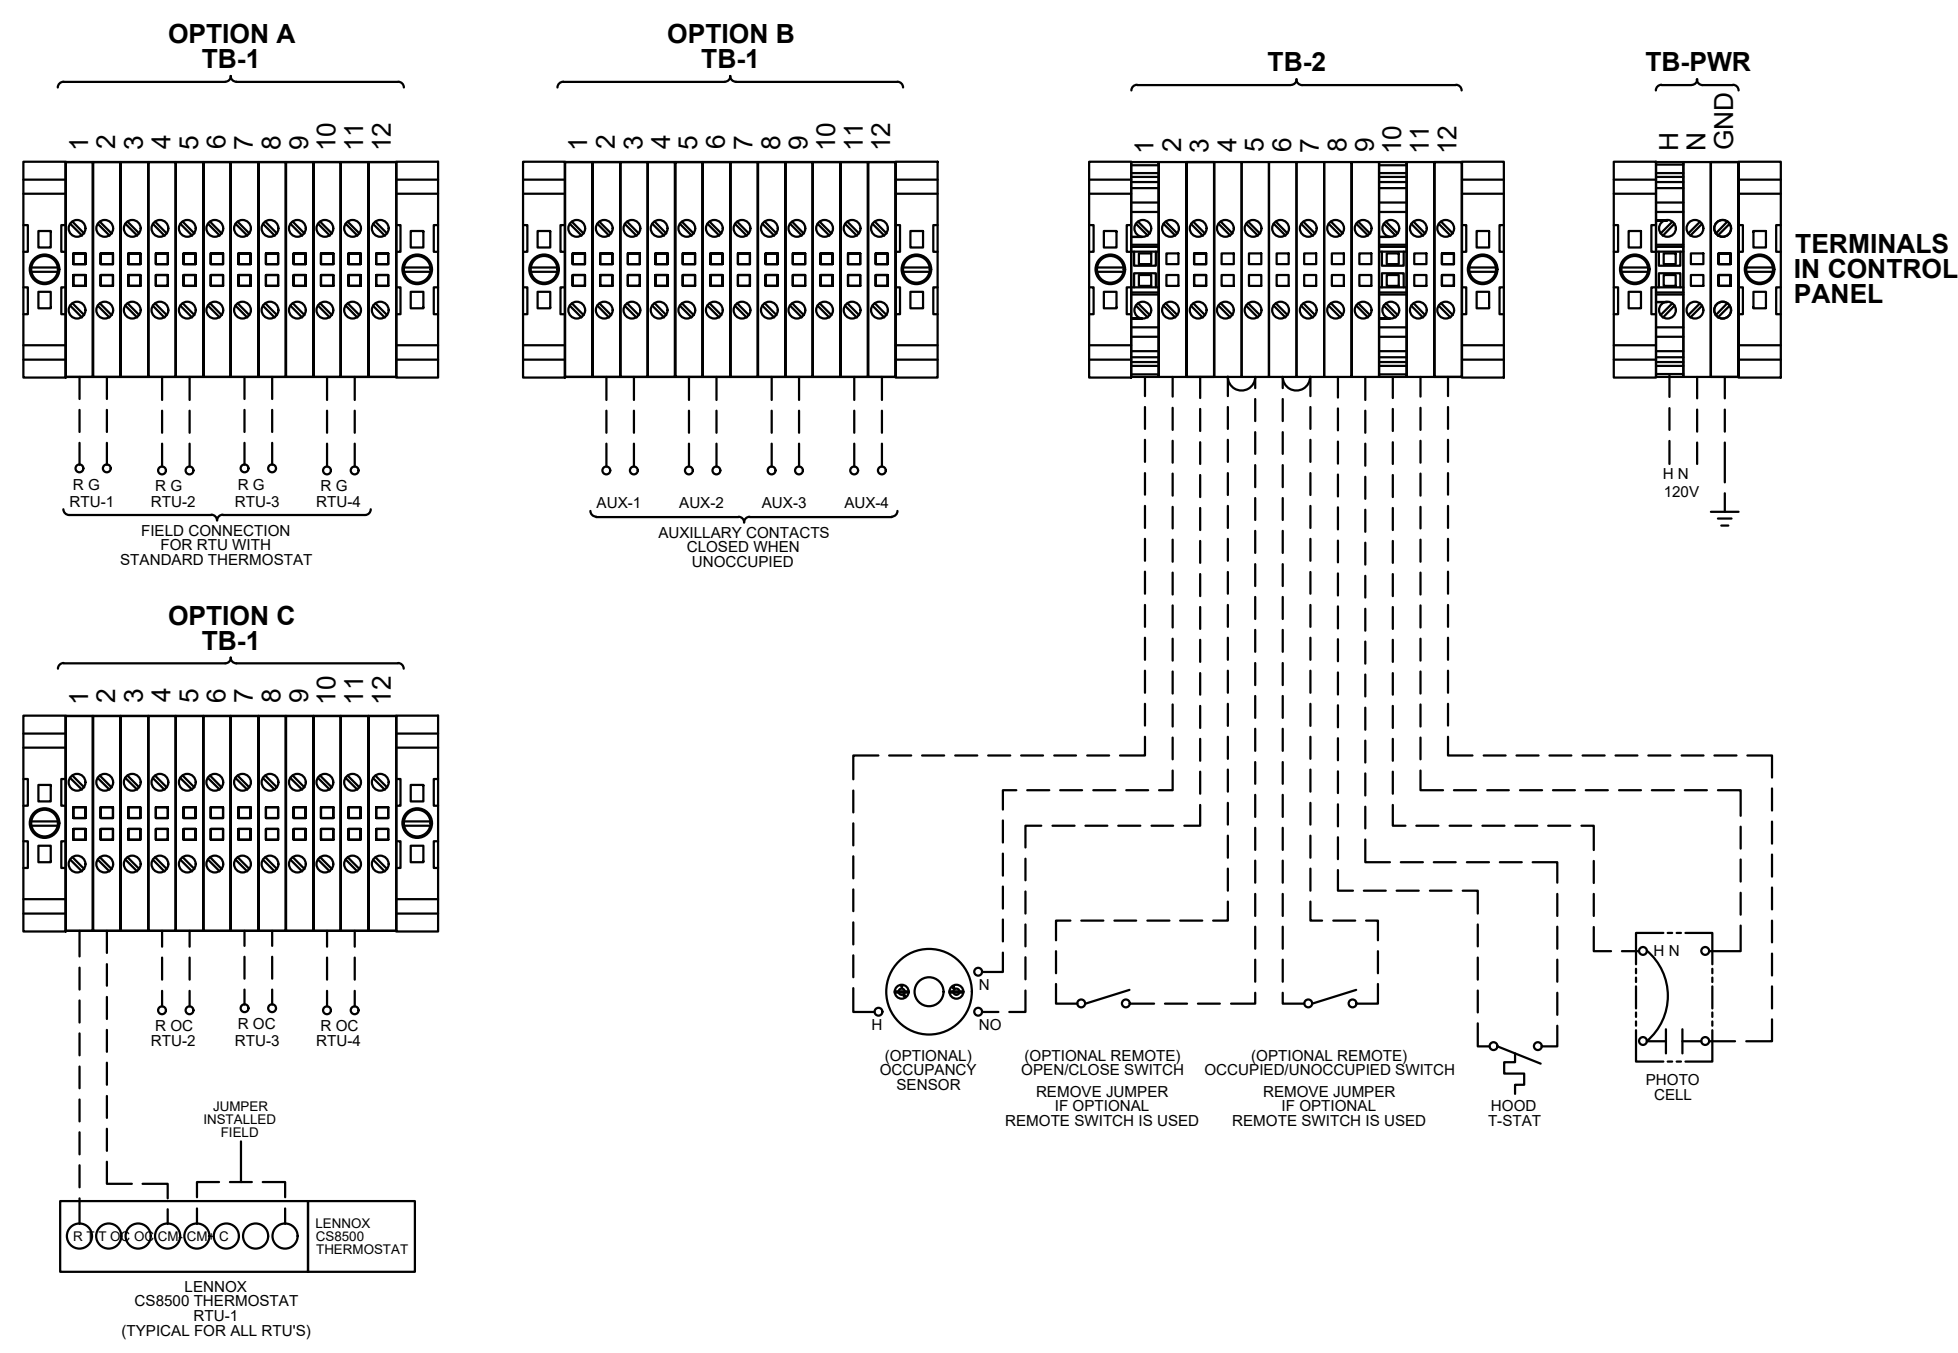 OPTION A
TB-1
1 2 3 4 5 6 7 8 9 10 11 12
R G
RTU-1
R G
RTU-2
R G
RTU-3
R G
RTU-4
FIELD CONNECTION
FOR RTU WITH
STANDARD THERMOSTAT
OPTION B
TB-1
1 2 3 4 5 6 7 8 9 10 11 12
AUX-1
AUX-2
AUX-3
AUX-4
AUXILLARY CONTACTS
CLOSED WHEN
UNOCCUPIED
TB-2
1 2 3 4 5 6 7 8 9 10 11 12
TB-PWR
H N GND
H N
120V
TERMINALS
IN CONTROL
PANEL
OPTION C
TB-1
1 2 3 4 5 6 7 8 9 10 11 12
R OC
RTU-2
R OC
RTU-3
R OC
RTU-4
JUMPER
INSTALLED
FIELD
R T T OC OC CM- CM+ C
LENNOX
CS8500
THERMOSTAT
LENNOX
CS8500 THERMOSTAT
RTU-1
(TYPICAL FOR ALL RTU'S)
H
N
NO
(OPTIONAL)
OCCUPANCY
SENSOR
(OPTIONAL REMOTE)
OPEN/CLOSE SWITCH
REMOVE JUMPER
IF OPTIONAL
REMOTE SWITCH IS USED
(OPTIONAL REMOTE)
OCCUPIED/UNOCCUPIED SWITCH
REMOVE JUMPER
IF OPTIONAL
REMOTE SWITCH IS USED
HOOD
T-STAT
H N
PHOTO
CELL